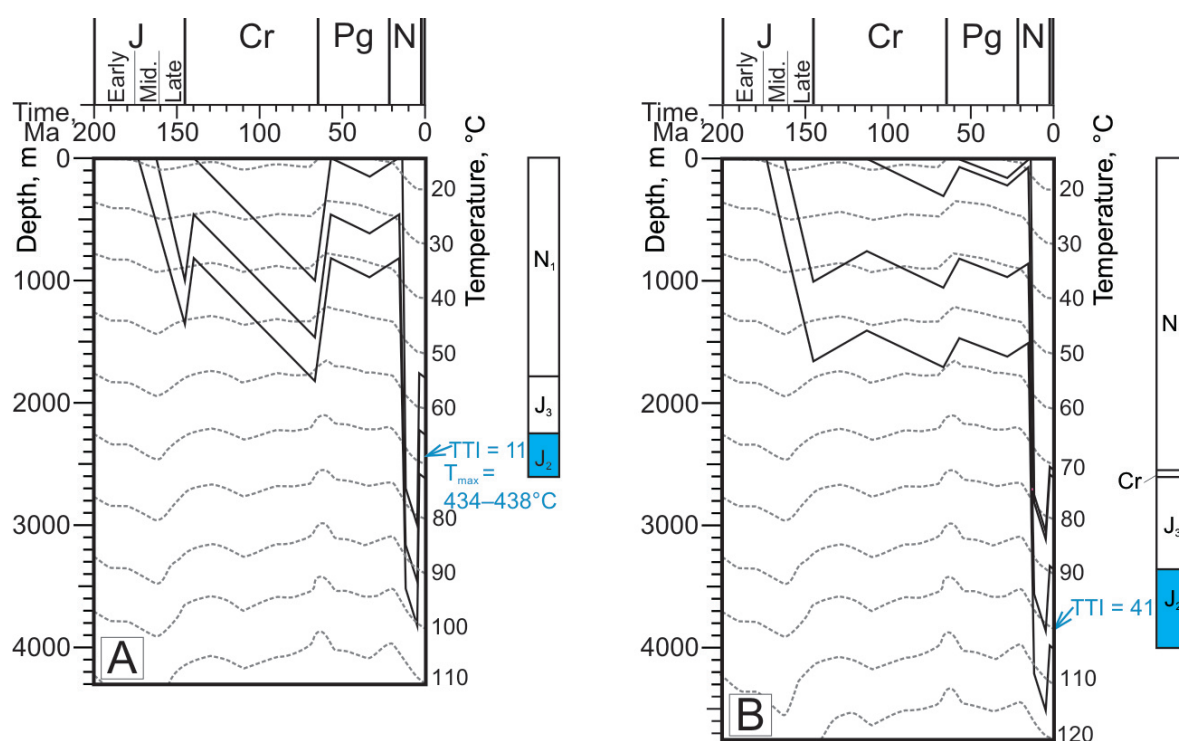 J Cr Pg N
Early Mid. Late
Time, Ma 200 150 100 50 0
Depth, m
0
1000
2000
3000
4000
Temperature, °C
20
30
40
50
60
80
90
100
110
TTI = 11
Tmax =
434–438°C
N1
J3
J2
A
J Cr Pg N
Early Mid. Late
Time, Ma 200 150 100 50 0
Depth, m
0
1000
2000
3000
4000
Temperature, °C
20
30
40
50
60
70
80
90
110
120
TTI = 41
N
Cr
J3
J2
B